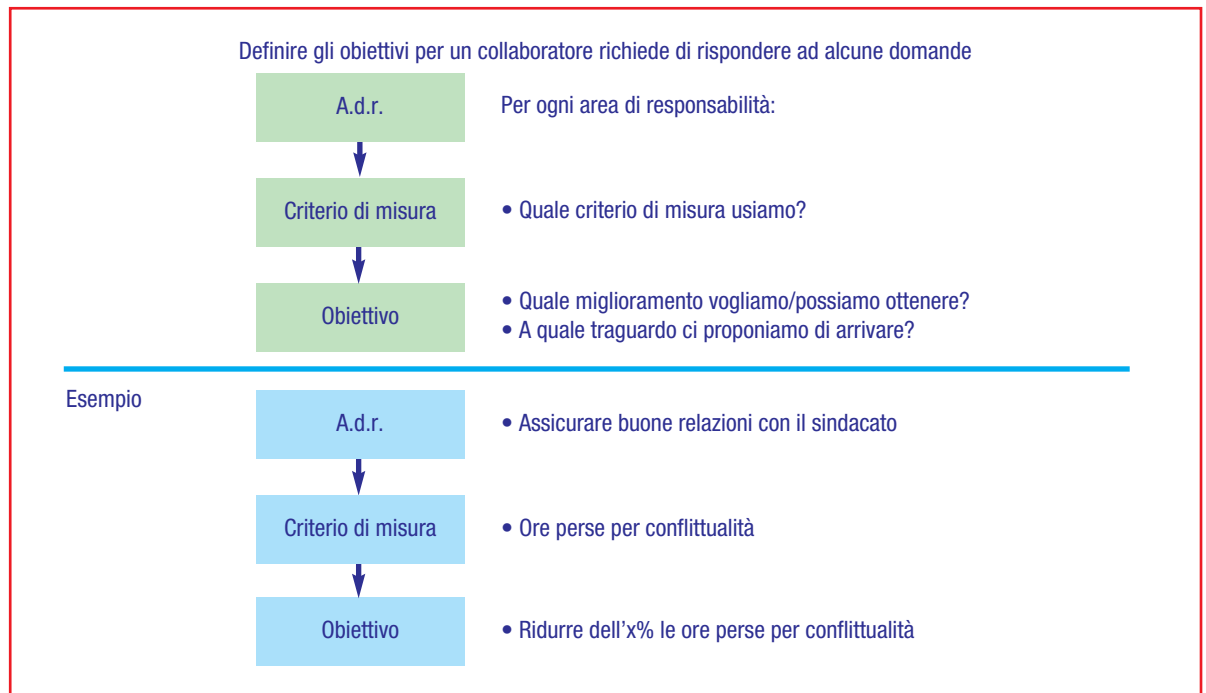 Definire gli obiettivi per un collaboratore richiede di rispondere ad alcune domande
A.d.r.
Per ogni area di responsabilità:
Criterio di misura
• Quale criterio di misura usiamo?
Obiettivo
• Quale miglioramento vogliamo/possiamo ottenere?
• A quale traguardo ci proponiamo di arrivare?
Esempio
A.d.r.
• Assicurare buone relazioni con il sindacato
Criterio di misura
• Ore perse per conflittualità
Obiettivo
• Ridurre dell'x% le ore perse per conflittualità